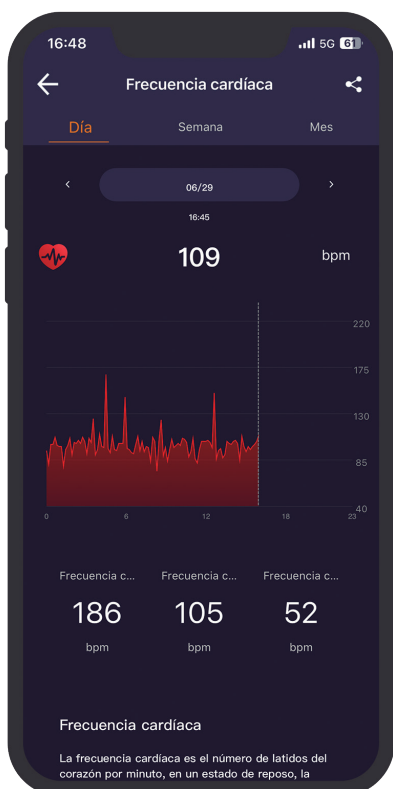 16:48 5G 61
Frecuencia cardíaca
Día Semana Mes
06/29
16:45
109 bpm
220
175
130
85
40
0 6 12 18 23
Frecuencia c... Frecuencia c... Frecuencia c...
186 105 52
bpm bpm bpm
Frecuencia cardíaca
La frecuencia cardíaca es el número de latidos del
corazón por minuto, en un estado de reposo, la